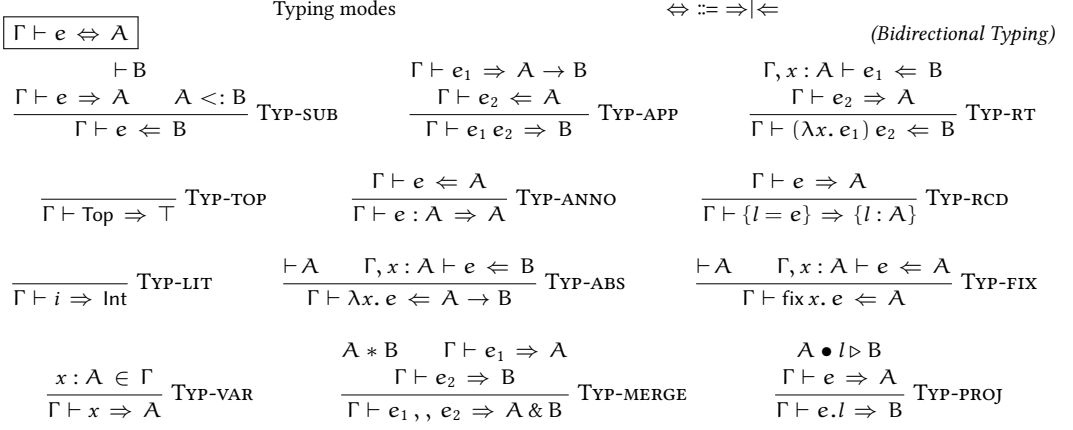 Typing modes ⇔ ::= ⇒|⇐
Γ ⊢ e ⇔ A (Bidirectional Typing)
⊢ B
Γ ⊢ e ⇒ A A <: B
Γ ⊢ e ⇐ B
Typ-sub
Γ ⊢ e₁ ⇒ A → B
Γ ⊢ e₂ ⇐ A
Γ ⊢ e₁ e₂ ⇒ B
Typ-app
Γ, x : A ⊢ e₁ ⇐ B
Γ ⊢ e₂ ⇒ A
Γ ⊢ (λx. e₁) e₂ ⇐ B
Typ-rt
Γ ⊢ Top ⇒ ⊤
Typ-top
Γ ⊢ e ⇐ A
Γ ⊢ e : A ⇒ A
Typ-anno
Γ ⊢ e ⇒ A
Γ ⊢ {l = e} ⇒ {l : A}
Typ-rcd
Γ ⊢ i ⇒ Int
Typ-lit
⊢ A Γ, x : A ⊢ e ⇐ B
Γ ⊢ λx. e ⇐ A → B
Typ-abs
⊢ A Γ, x : A ⊢ e ⇐ A
Γ ⊢ fix x. e ⇐ A
Typ-fix
x : A ∈ Γ
Γ ⊢ x ⇒ A
Typ-var
A ∗ B Γ ⊢ e₁ ⇒ A
Γ ⊢ e₂ ⇒ B
Γ ⊢ e₁ , , e₂ ⇒ A & B
Typ-merge
A • l ▷ B
Γ ⊢ e ⇒ A
Γ ⊢ e.l ⇒ B
Typ-proj